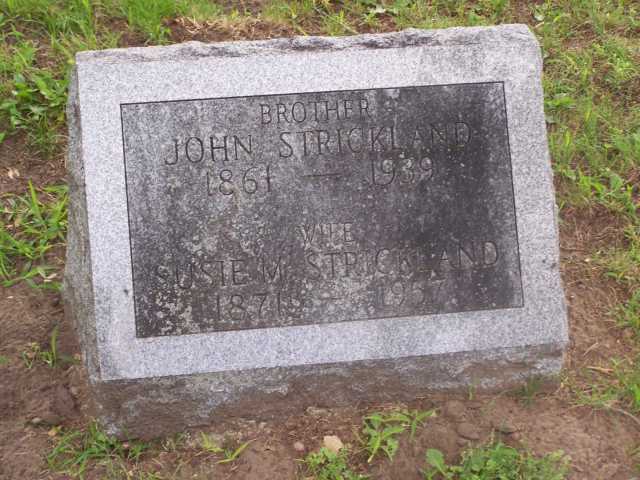 BROTHER
JOHN STRICKLAND
1861 — 1939
WIFE
SUSIE M. STRICKLAND
1871 — 1957